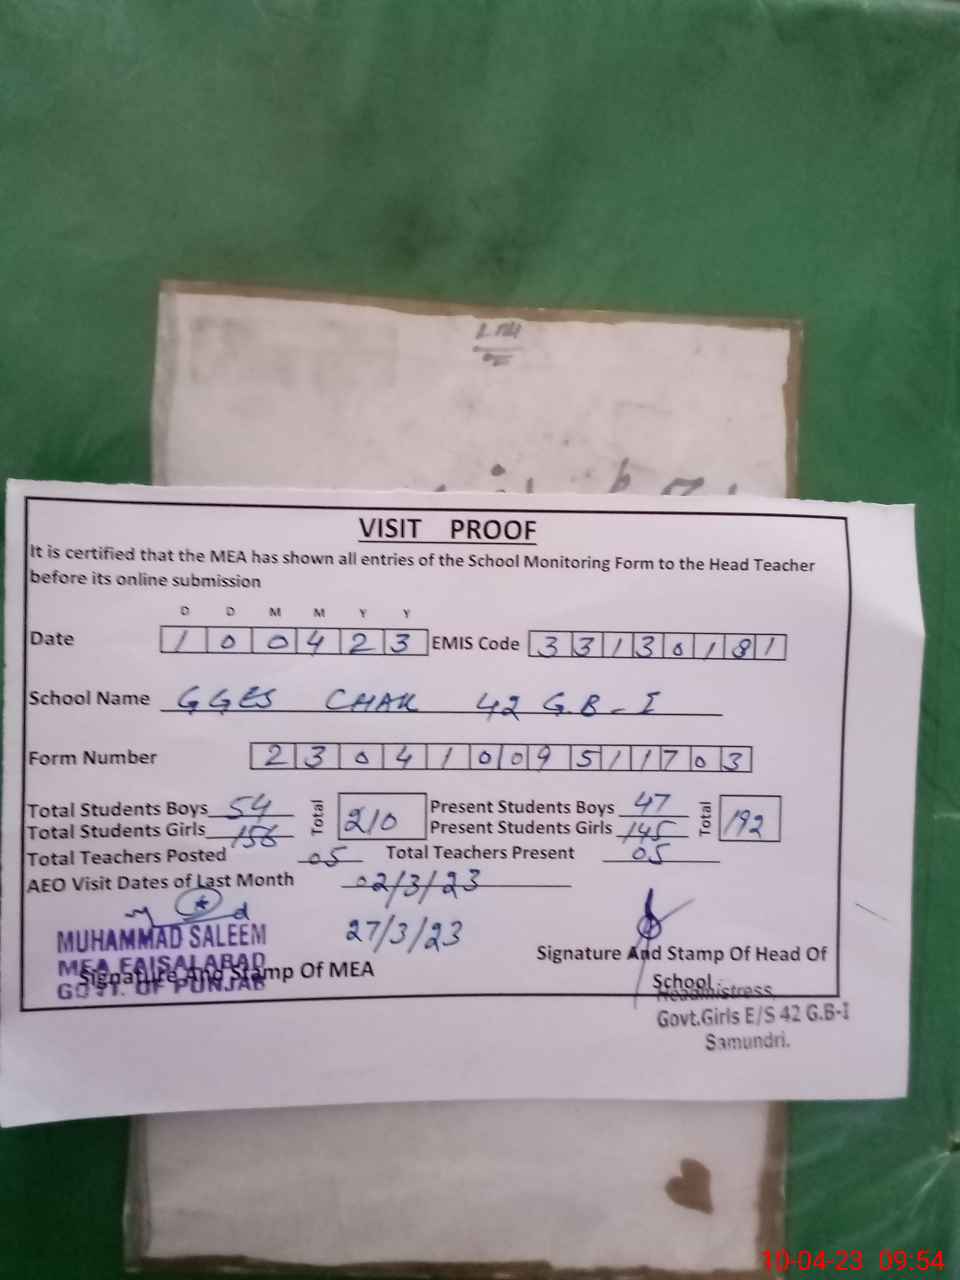 VISIT PROOF
It is certified that the MEA has shown all entries of the School Monitoring Form to the Head Teacher
before its online submission
D D M M Y Y
Date 1 0 0 4 2 3 EMIS Code 3 3 1 3 0 1 8 1
School Name GGES CHAK 42 G.B-I
Form Number 2 3 0 4 1 0 0 9 5 1 1 7 0 3
Total Students Boys 54 Total 210 Present Students Boys 47 Total 192
Total Students Girls 156 Present Students Girls 145
Total Teachers Posted 05 Total Teachers Present 05
AEO Visit Dates of Last Month 02/3/23
27/3/23
MUHAMMAD SALEEM
MEA FAISALABAD
GOVT. OF PUNJAB
Signature And Stamp Of MEA
Signature And Stamp Of Head Of
School
Headmistress
Govt.Girls E/S 42 G.B-I
Samundri.
10-04-23 09:54